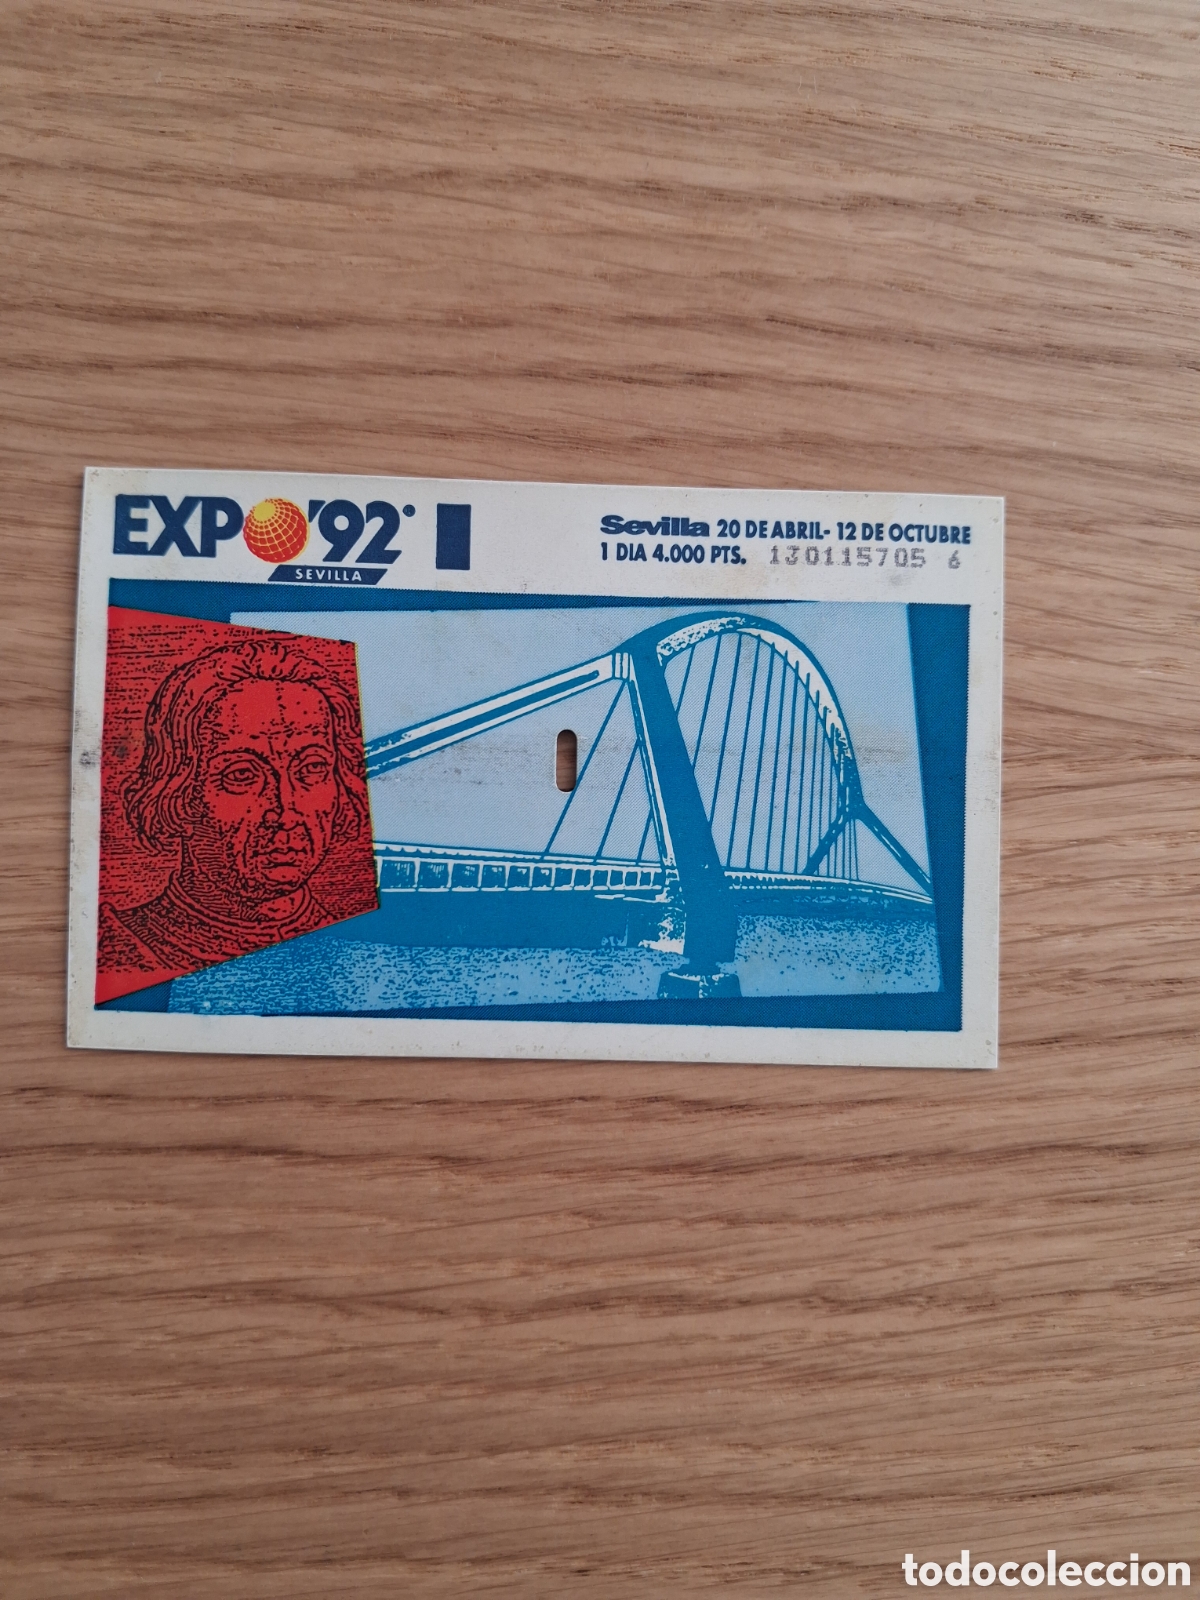 EXPO'92
SEVILLA
Sevilla 20 DE ABRIL- 12 DE OCTUBRE
1 DIA 4.000 PTS. 130115705 6
todocoleccion